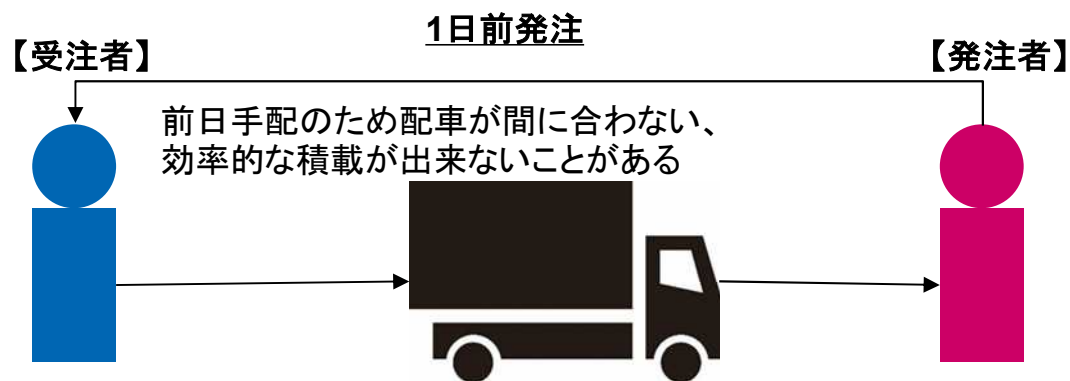 1日前発注
【受注者】
【発注者】
前日手配のため配車が間に合わない、
効率的な積載が出来ないことがある